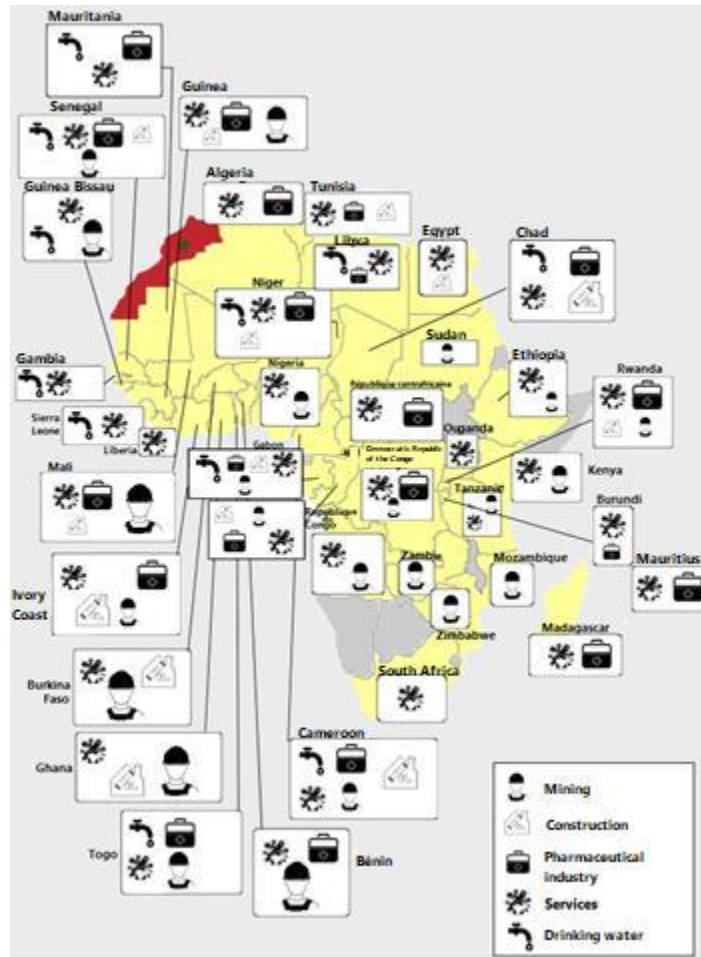 Mauritania
Guinea
Senegal
Algeria
Tunisia
Guinea Bissau
Egypt
Chad
Libya
Niger
Sudan
Ethiopia
Gambia
Nigeria
Rwanda
République centrafricaine
Sierra
Leone
Liberia
Ouganda
Gabon
Democratic Republic
of the Congo
Mali
Kenya
Tanzanie
Burundi
Republique
Congo
Zambia
Mozambique
Mauritius
Ivory
Coast
Zimbabwe
Madagascar
Burkina
Faso
South Africa
Cameroon
Ghana
Togo
Bénin
Mining
Construction
Pharmaceutical
industry
Services
Drinking water